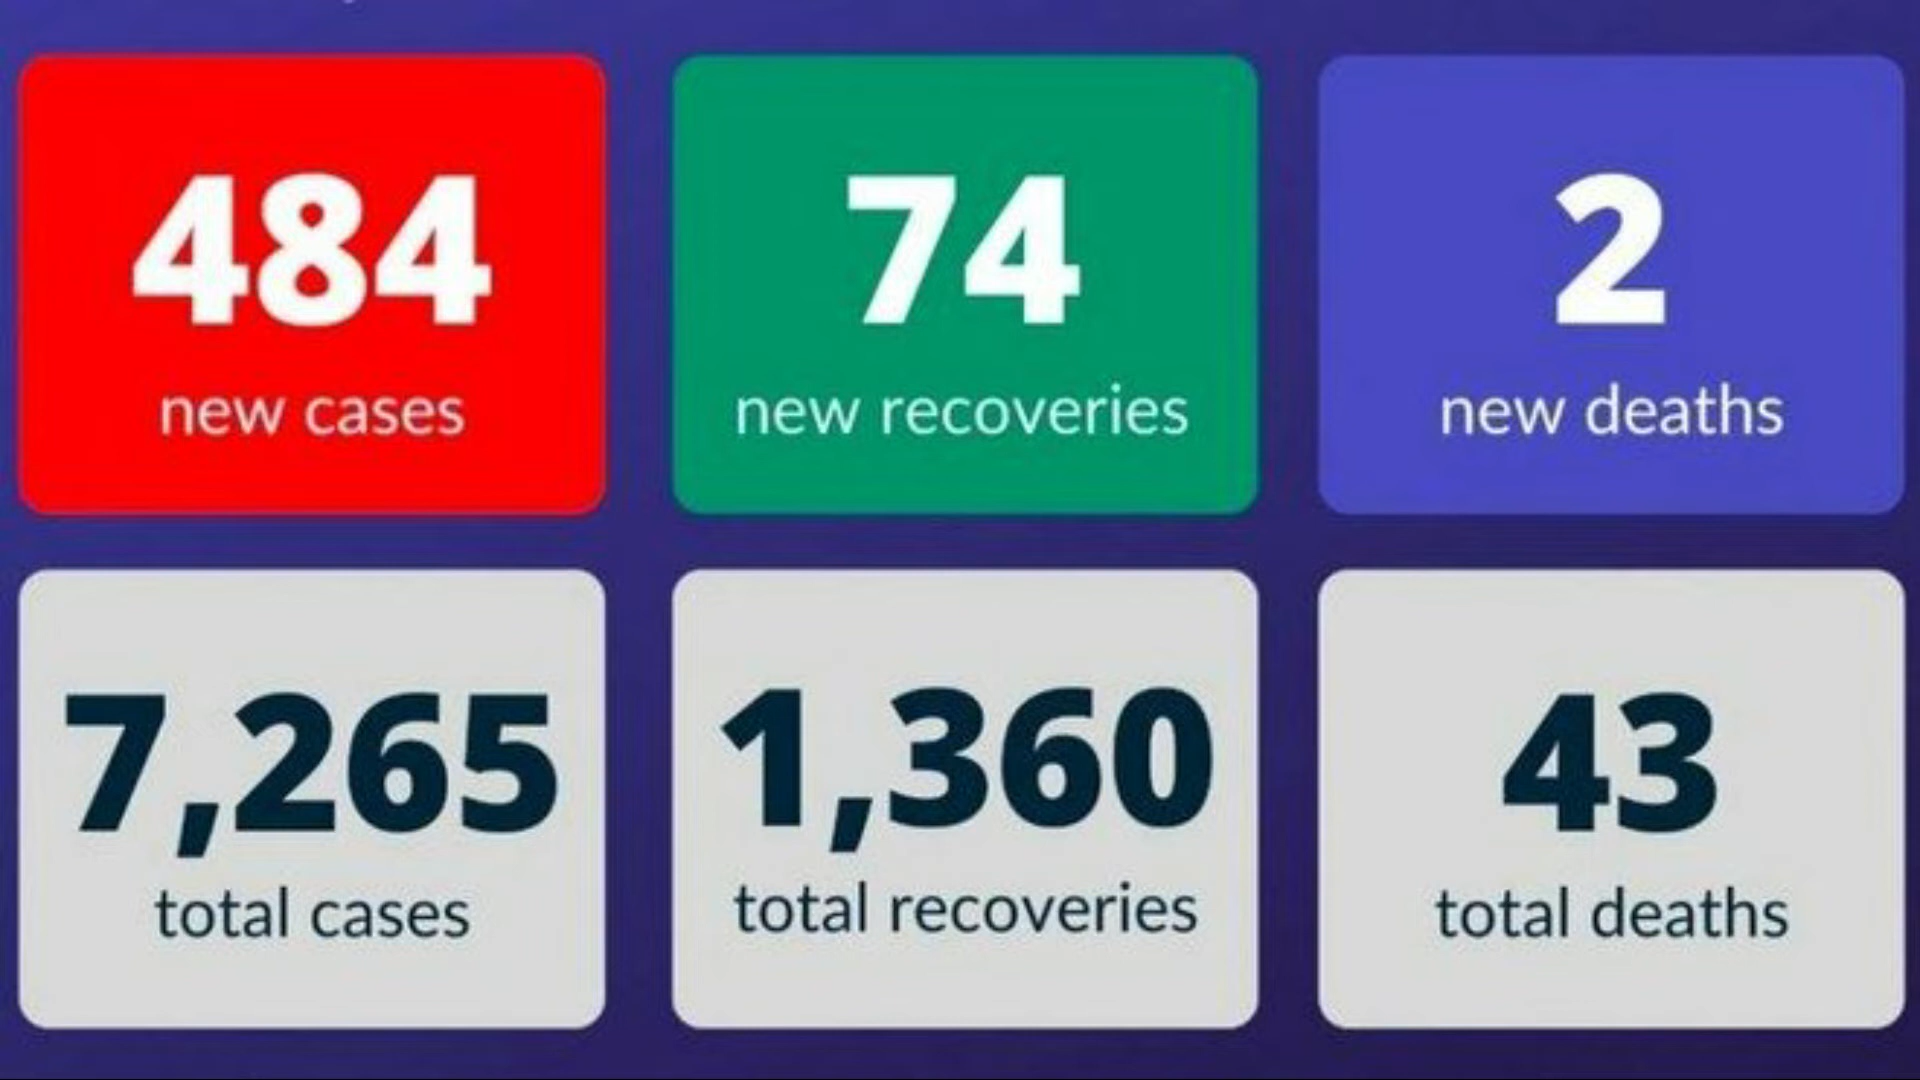 484
new cases
74
new recoveries
2
new deaths
7,265
total cases
1,360
total recoveries
43
total deaths